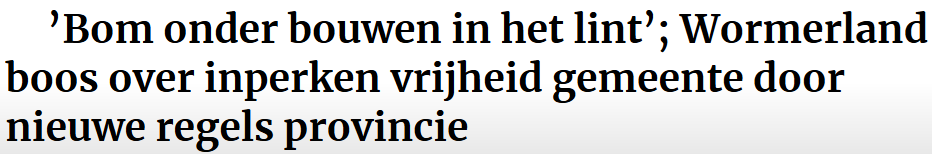 ’Bom onder bouwen in het lint’; Wormerland
boos over inperken vrijheid gemeente door
nieuwe regels provincie